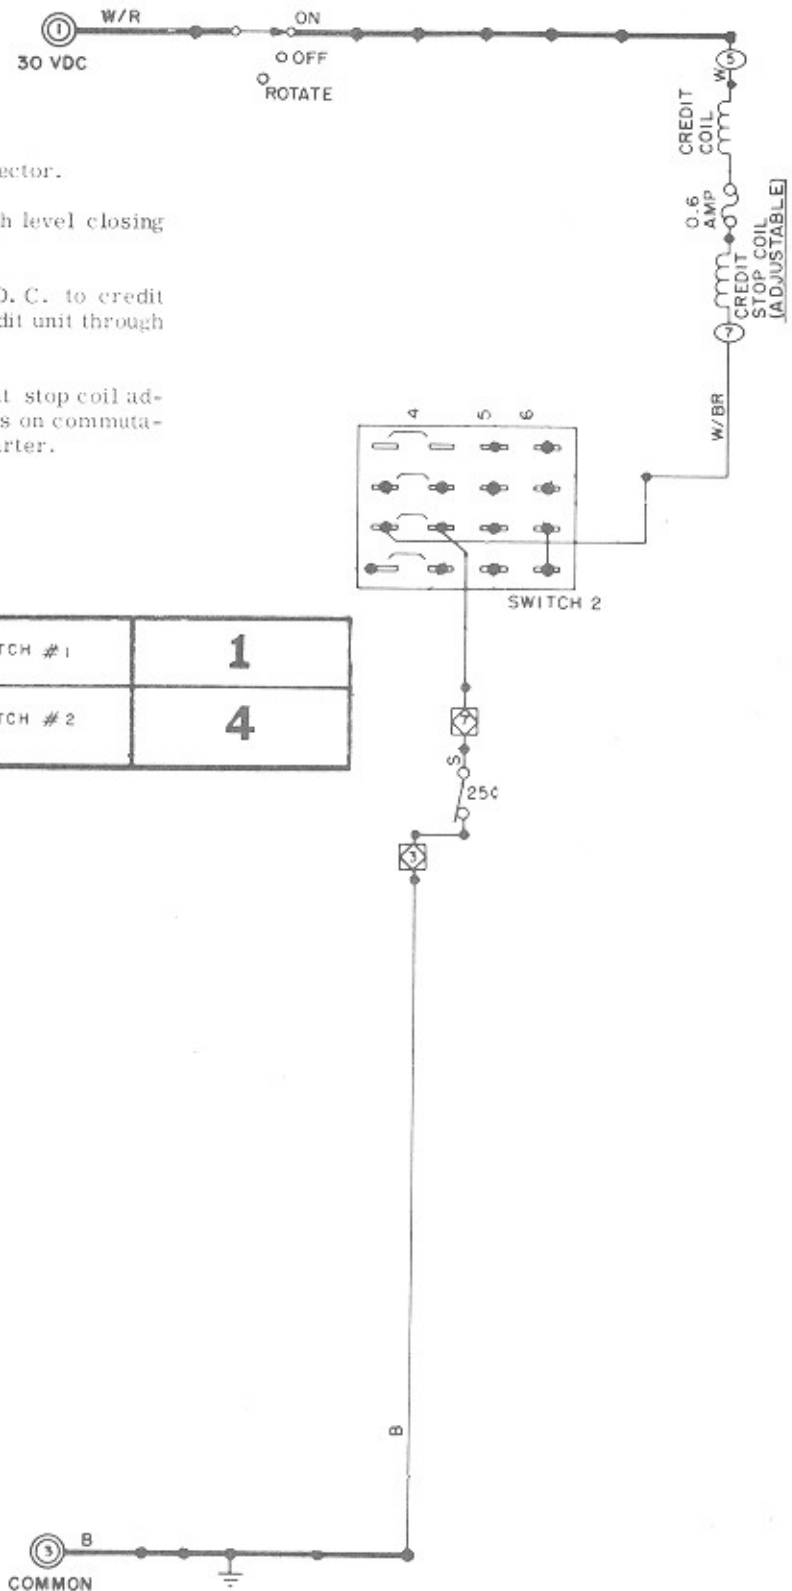 1 W/R ON
30 VDC
OFF
ROTATE
5
W
CREDIT
COIL
0.6
AMP
CREDIT
STOP COIL
(ADJUSTABLE)
7
W/BR
ector.
h level closing
D.C. to credit
dit unit through
t stop coil ad-
s on commuta-
rter.
4 5 6
SWITCH 2
TCH #1 1
TCH #2 4
7
S
25¢
3
B
3 B
COMMON